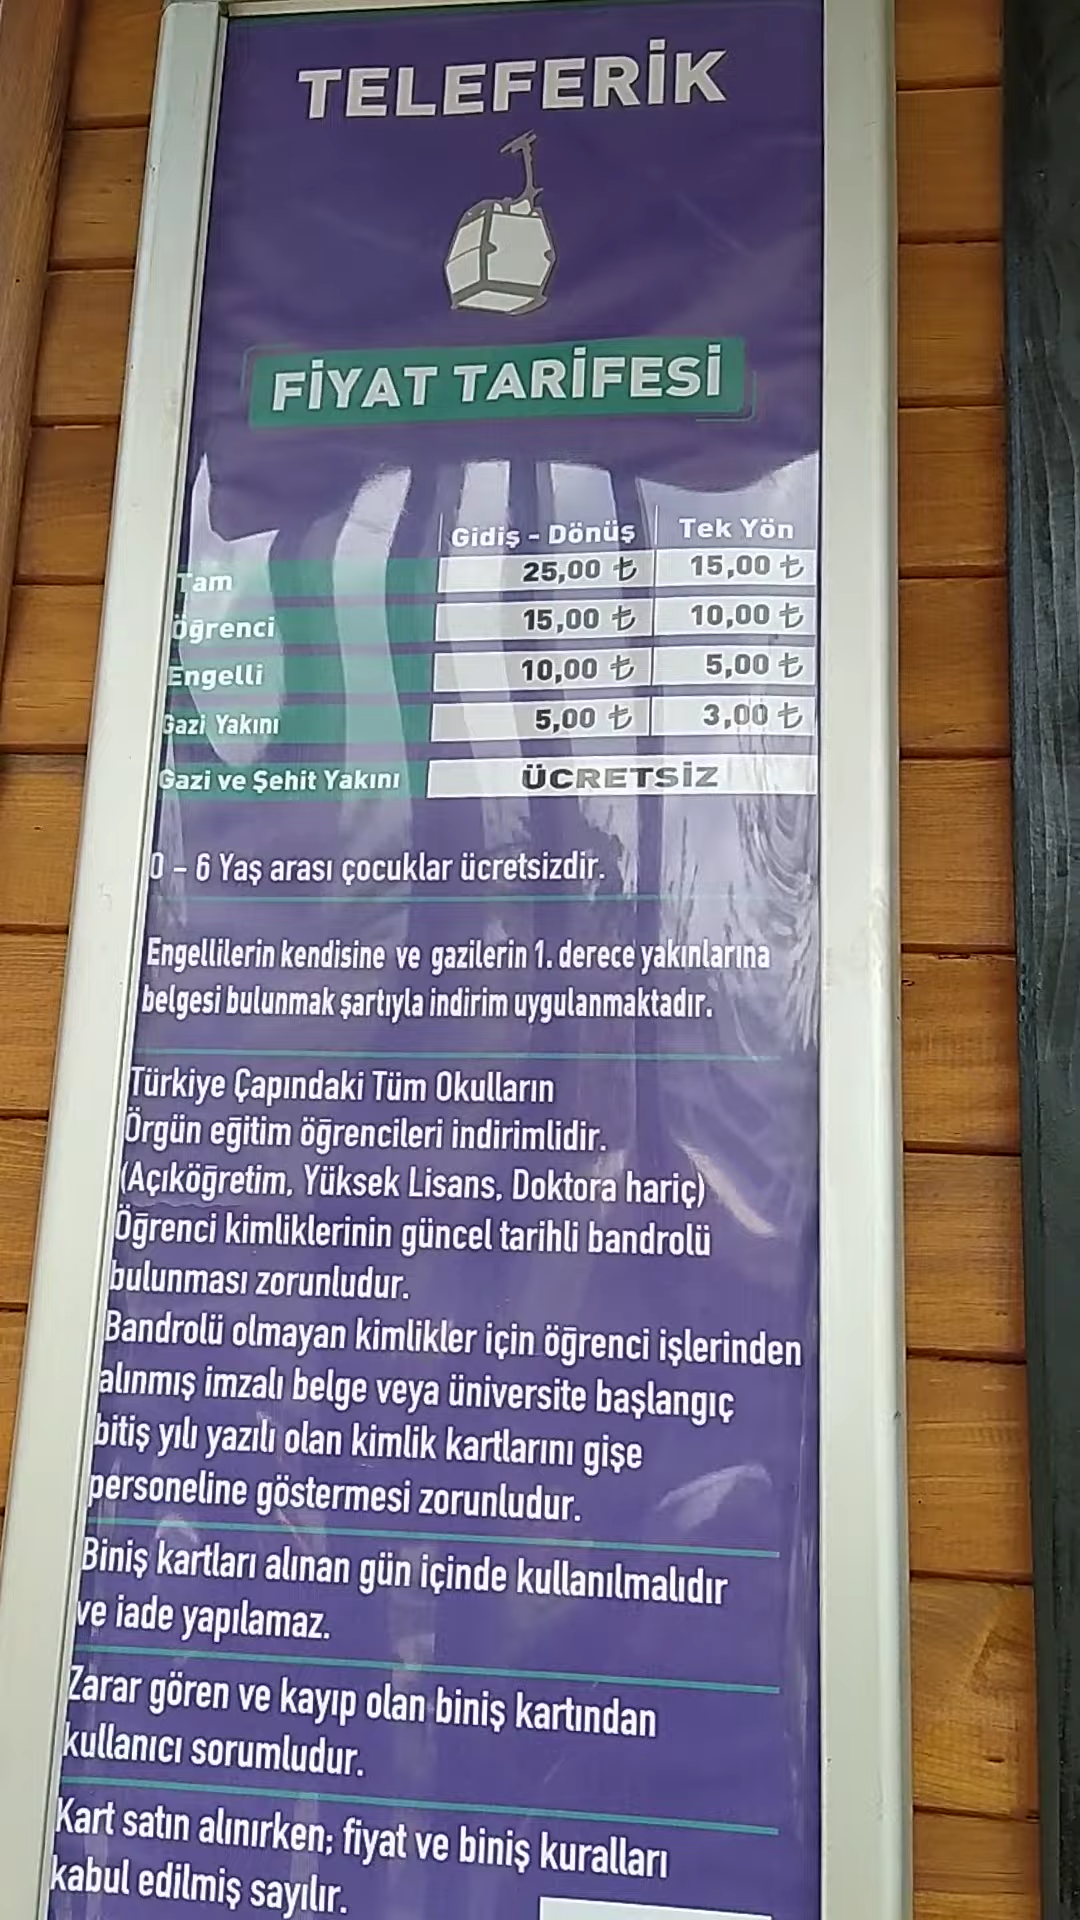 TELEFERİK
FİYAT TARİFESİ
Gidiş - Dönüş Tek Yön
Tam 25,00 ₺ 15,00 ₺
Öğrenci 15,00 ₺ 10,00 ₺
Engelli 10,00 ₺ 5,00 ₺
Gazi Yakını 5,00 ₺ 3,00 ₺
Gazi ve Şehit Yakını ÜCRETSİZ
0 - 6 Yaş arası çocuklar ücretsizdir.
Engellilerin kendisine ve gazilerin 1. derece yakınlarına
belgesi bulunmak şartıyla indirim uygulanmaktadır.
Türkiye Çapındaki Tüm Okulların
Örgün eğitim öğrencileri indirimlidir.
(Açıköğretim, Yüksek Lisans, Doktora hariç)
Öğrenci kimliklerinin güncel tarihli bandrolü
bulunması zorunludur.
Bandrolü olmayan kimlikler için öğrenci işlerinden
alınmış imzalı belge veya üniversite başlangıç
bitiş yılı yazılı olan kimlik kartlarını gişe
personeline göstermesi zorunludur.
Biniş kartları alınan gün içinde kullanılmalıdır
ve iade yapılamaz.
Zarar gören ve kayıp olan biniş kartından
kullanıcı sorumludur.
Kart satın alınırken; fiyat ve biniş kuralları
kabul edilmiş sayılır.